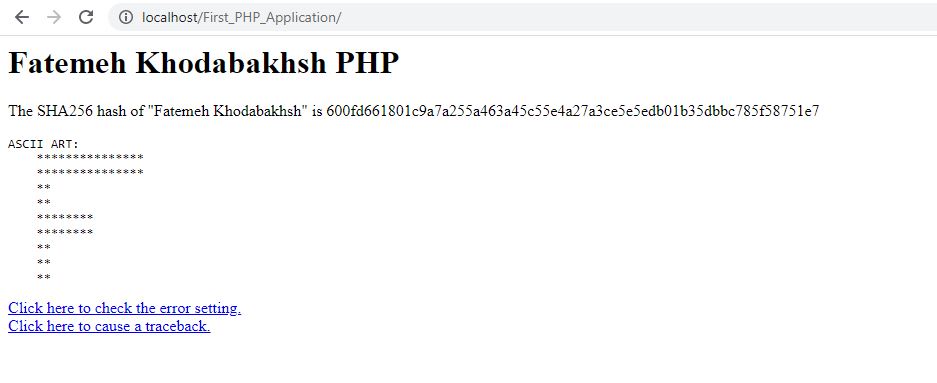 localhost/First_PHP_Application/
Fatemeh Khodabakhsh PHP
The SHA256 hash of "Fatemeh Khodabakhsh" is 600fd661801c9a7a255a463a45c55e4a27a3ce5e5edb01b35dbbc785f58751e7
ASCII ART:
    ***************
    ***************
    **
    **
    ********
    ********
    **
    **
    **
Click here to check the error setting.
Click here to cause a traceback.